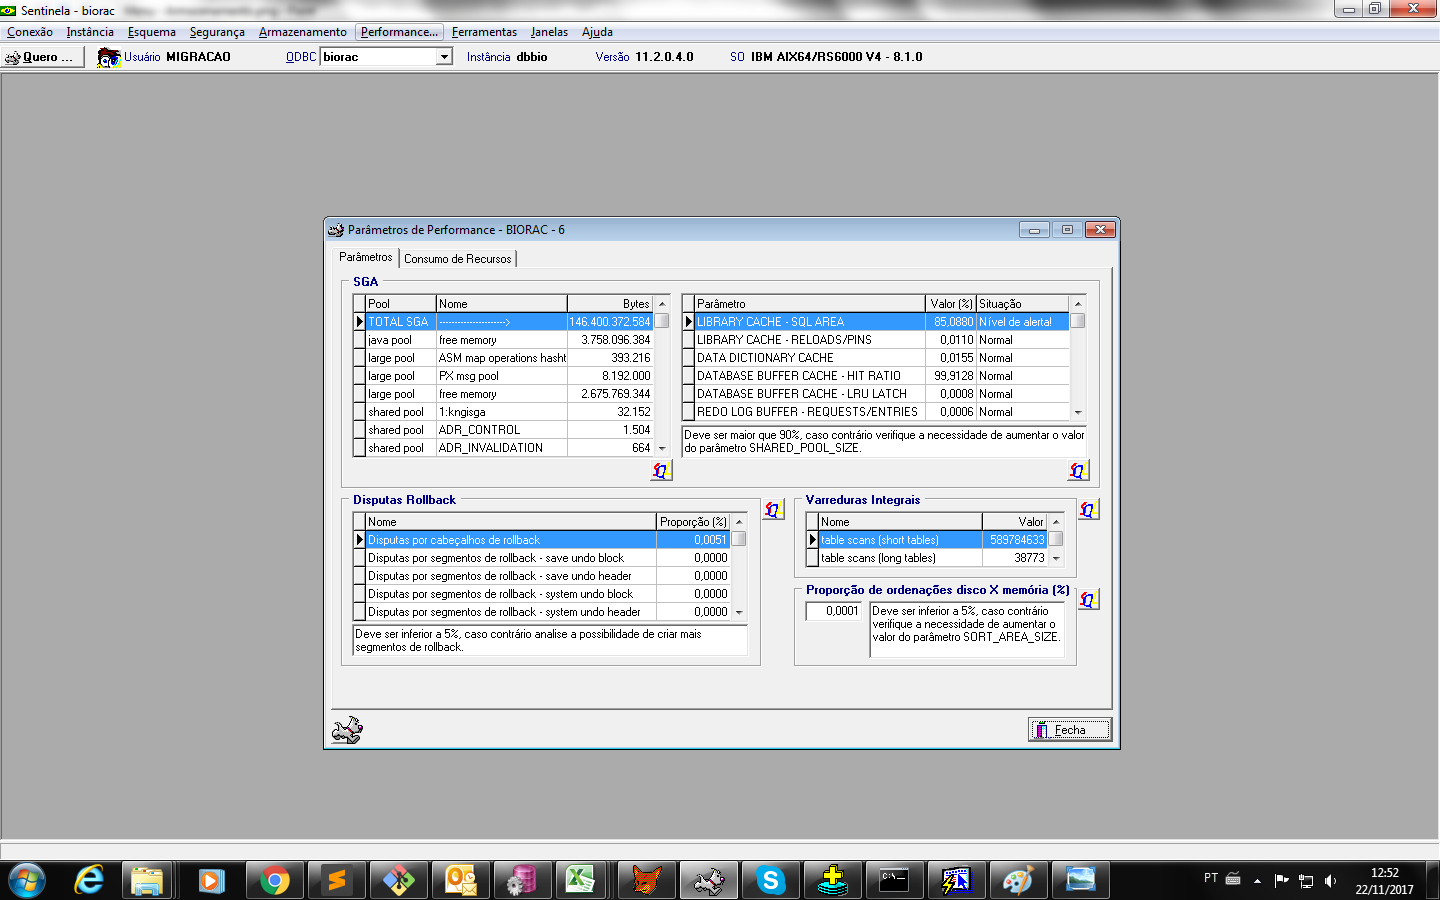 Sentinela - biorac
Conexão Instância Esquema Segurança Armazenamento Performance... Ferramentas Janelas Ajuda
Quero ... Usuário MIGRACAO ODBC biorac Instância dbbio Versão 11.2.0.4.0 SO IBM AIX64/RS6000 V4 - 8.1.0
Parâmetros de Performance - BIORAC - 6
Parâmetros Consumo de Recursos
SGA
Pool Nome Bytes
TOTAL SGA ---------------------> 146.400.372.584
java pool free memory 3.758.096.384
large pool ASM map operations hasht 393.216
large pool PX msg pool 8.192.000
large pool free memory 2.675.769.344
shared pool 1:kngisga 32.152
shared pool ADR_CONTROL 1.504
shared pool ADR_INVALIDATION 664
Parâmetro Valor (%) Situação
LIBRARY CACHE - SQL AREA 85,0880 Nível de alerta!
LIBRARY CACHE - RELOADS/PINS 0,0110 Normal
DATA DICTIONARY CACHE 0,0155 Normal
DATABASE BUFFER CACHE - HIT RATIO 99,9128 Normal
DATABASE BUFFER CACHE - LRU LATCH 0,0008 Normal
REDO LOG BUFFER - REQUESTS/ENTRIES 0,0006 Normal
Deve ser maior que 90%, caso contrário verifique a necessidade de aumentar o valor
do parâmetro SHARED_POOL_SIZE.
Disputas Rollback
Nome Proporção (%)
Disputas por cabeçalhos de rollback 0,0051
Disputas por segmentos de rollback - save undo block 0,0000
Disputas por segmentos de rollback - save undo header 0,0000
Disputas por segmentos de rollback - system undo block 0,0000
Disputas por segmentos de rollback - system undo header 0,0000
Deve ser inferior a 5%, caso contrário analise a possibilidade de criar mais
segmentos de rollback.
Varreduras Integrais
Nome Valor
table scans (short tables) 589784633
table scans (long tables) 38773
Proporção de ordenações disco X memória (%)
0,0001
Deve ser inferior a 5%, caso contrário
verifique a necessidade de aumentar o
valor do parâmetro SORT_AREA_SIZE.
Fecha
PT
12:52
22/11/2017